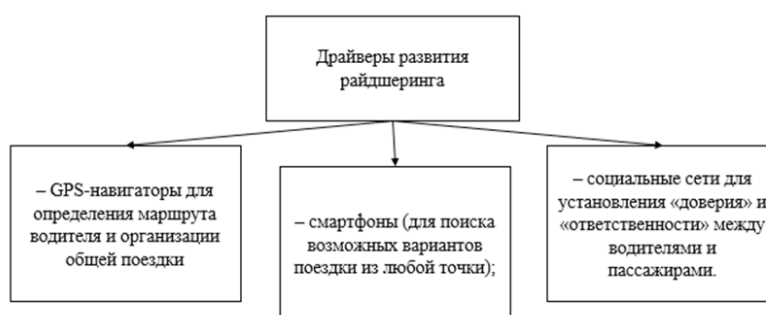 Драйверы развития
райдшеринга
– GPS-навигаторы для
определения маршрута
водителя и организации
общей поездки
– смартфоны (для поиска
возможных вариантов
поездки из любой точки);
– социальные сети для
установления «доверия» и
«ответственности» между
водителями и
пассажирами.